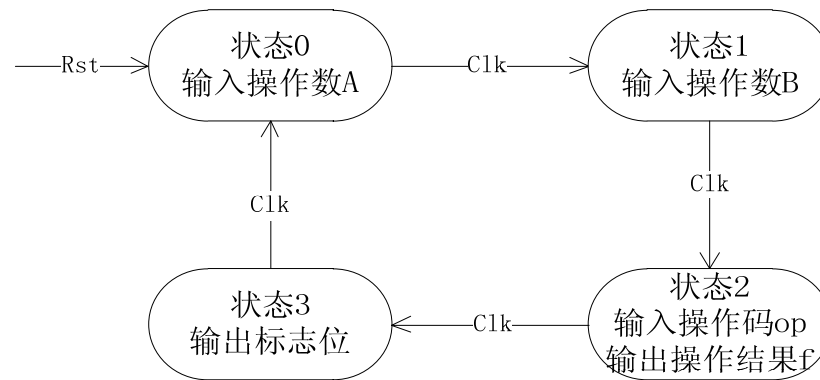 状态0
输入操作数A
Rst
Clk
状态1
输入操作数B
Clk
Clk
状态3
输出标志位
Clk
状态2
输入操作码op
输出操作结果f